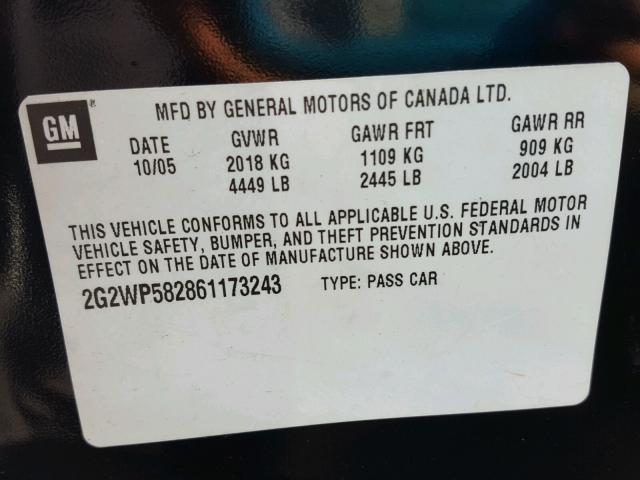 GM®
MFD BY GENERAL MOTORS OF CANADA LTD.
DATE GVWR GAWR FRT GAWR RR
10/05 2018 KG 1109 KG 909 KG
4449 LB 2445 LB 2004 LB
THIS VEHICLE CONFORMS TO ALL APPLICABLE U.S. FEDERAL MOTOR
VEHICLE SAFETY, BUMPER, AND THEFT PREVENTION STANDARDS IN
EFFECT ON THE DATE OF MANUFACTURE SHOWN ABOVE.
2G2WP582861173243 TYPE: PASS CAR